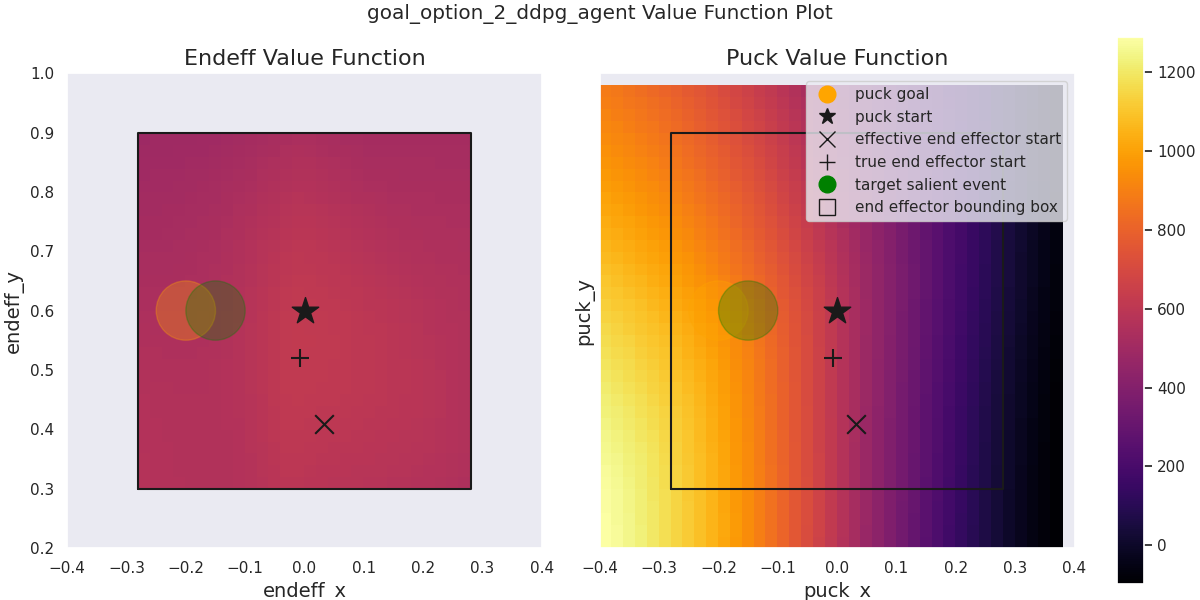 goal_option_2_ddpg_agent Value Function Plot
Endeff Value Function
1.0
0.9
0.8
0.7
0.6
0.5
0.4
0.3
0.2
endeff_y
−0.4 −0.3 −0.2 −0.1 0.0 0.1 0.2 0.3 0.4
endeff_x
Puck Value Function
puck goal
puck start
effective end effector start
true end effector start
target salient event
end effector bounding box
puck_y
−0.4 −0.3 −0.2 −0.1 0.0 0.1 0.2 0.3 0.4
puck_x
1200
1000
800
600
400
200
0